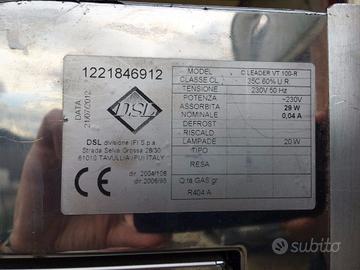 1221846912
DATA
21/07/2012
DSL
DSL divisione IFI S.p.a.
Strada Selva Grossa 28/30
61010 TAVULLIA (PU) ITALY
CE
dir. 2004/108
dir. 2006/95
MODEL C LEADER VT 100-R
CLASSE CL. 35C 60% U.R.
TENSIONE 230V 50 Hz
POTENZA ~230V
ASSORBITA 29 W
NOMINALE 0,04 A
DEFROST
RISCALD
LAMPADE 20 W
TIPO
RESA
Q.ta GAS gr
R404 A
subito